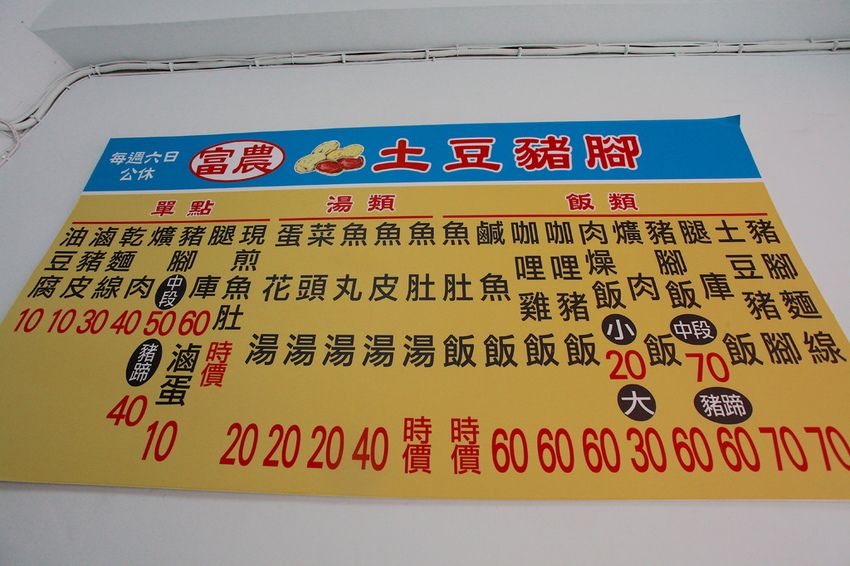 每週六日
公休
富農
土豆豬腳
單點
油豆腐 10
滷豬皮 10
乾麵線 30
爌肉 40
豬腳 中段 50
豬蹄 40
腿庫 60
滷蛋 10
現煎魚肚 時價
湯類
蛋花湯 20
菜頭湯 20
魚丸湯 20
魚皮湯 40
魚肚湯 時價
飯類
魚肚飯 時價
鹹魚飯 60
咖哩雞飯 60
咖哩豬飯 60
肉燥飯 小 20
大 30
爌肉飯 60
豬腳飯 中段 70
豬蹄 60
腿庫飯 70
土豆豬腳 70
豬腳麵線